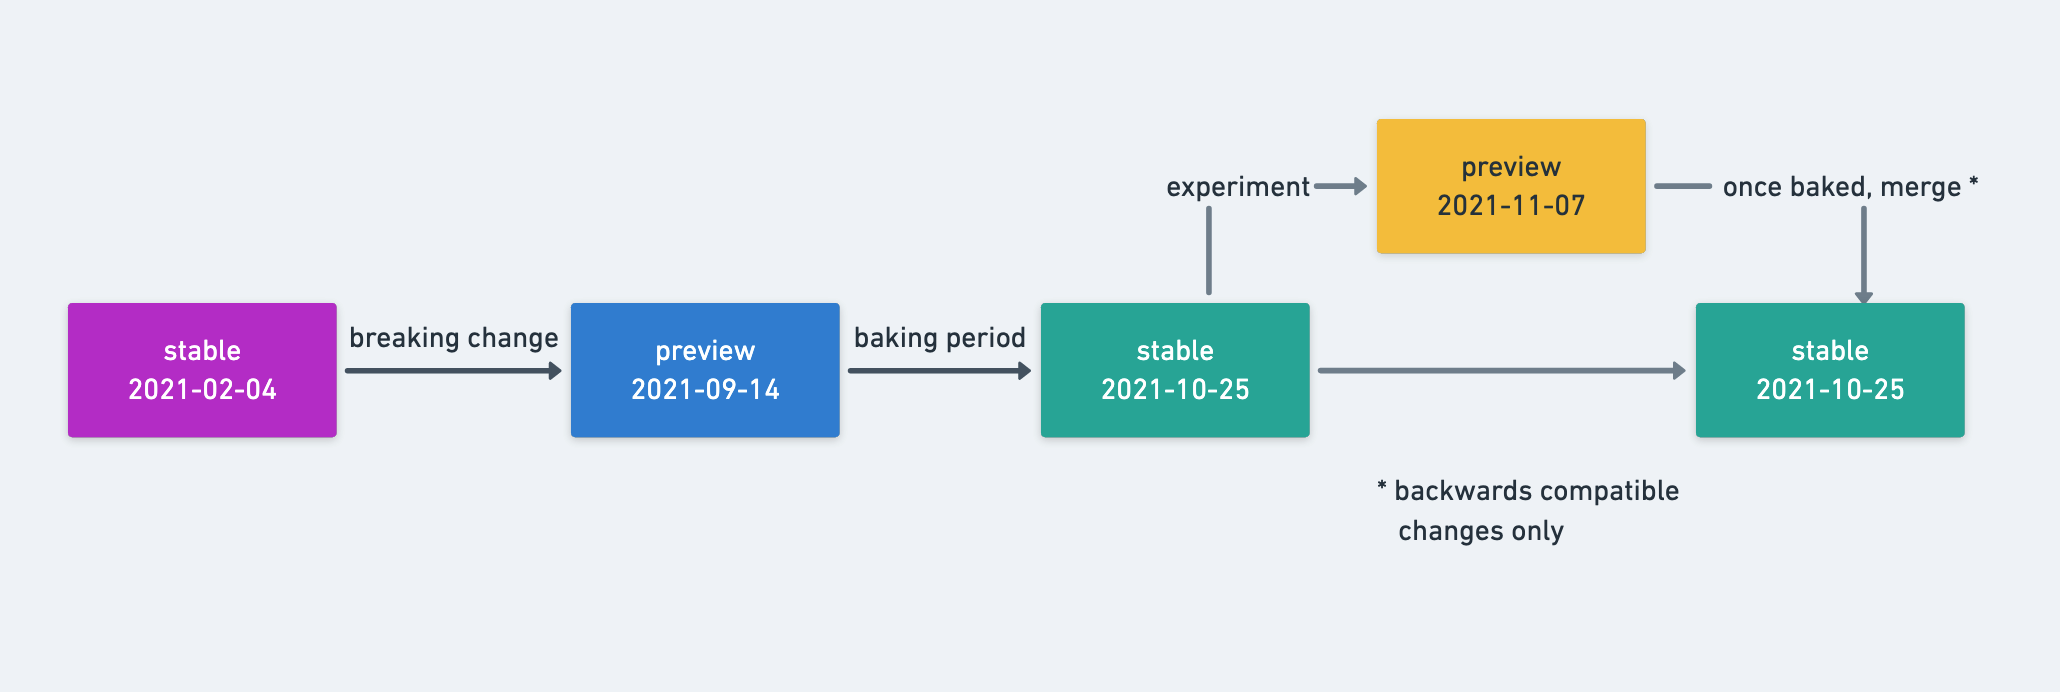 experiment
preview
2021-11-07
once baked, merge *
stable
2021-02-04
breaking change
preview
2021-09-14
baking period
stable
2021-10-25
stable
2021-10-25
* backwards compatible
changes only